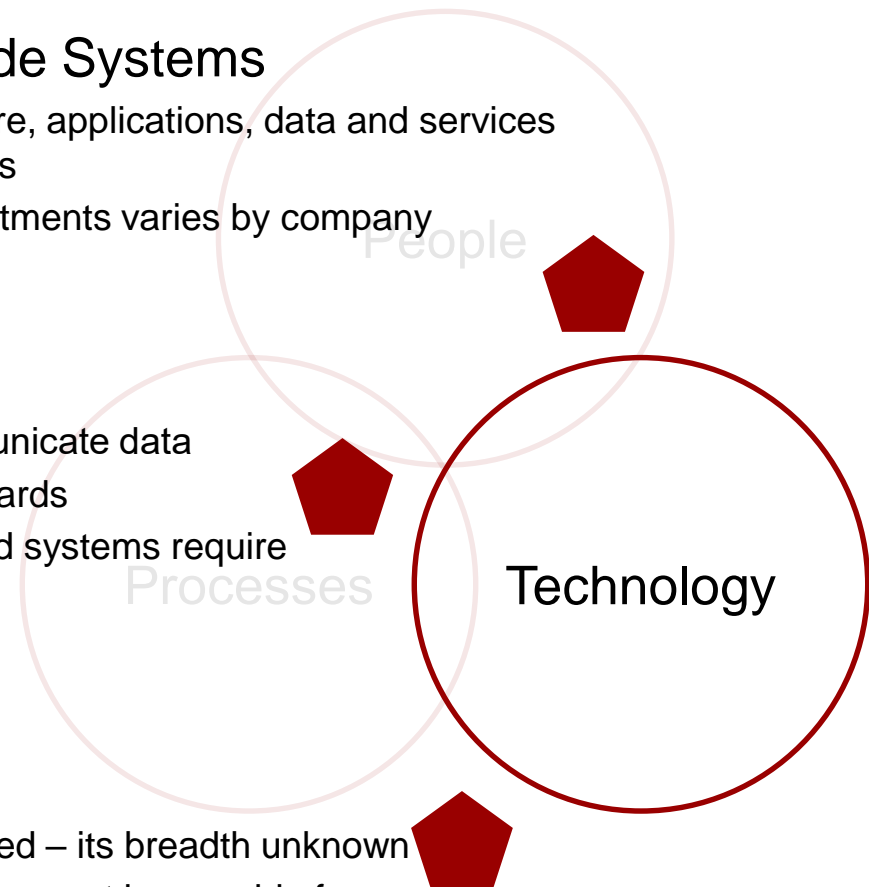 de Systems
re, applications, data and services
s
tments varies by company
People
unicate data
ards
d systems require
Processes
Technology
ed – its breadth unknown